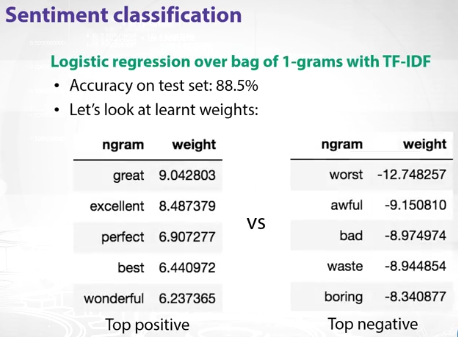 Sentiment classification
Logistic regression over bag of 1-grams with TF-IDF
• Accuracy on test set: 88.5%
• Let's look at learnt weights:
ngram weight
great 9.042803
excellent 8.487379
perfect 6.907277
best 6.440972
wonderful 6.237365
Top positive
VS
ngram weight
worst -12.748257
awful -9.150810
bad -8.974974
waste -8.944854
boring -8.340877
Top negative